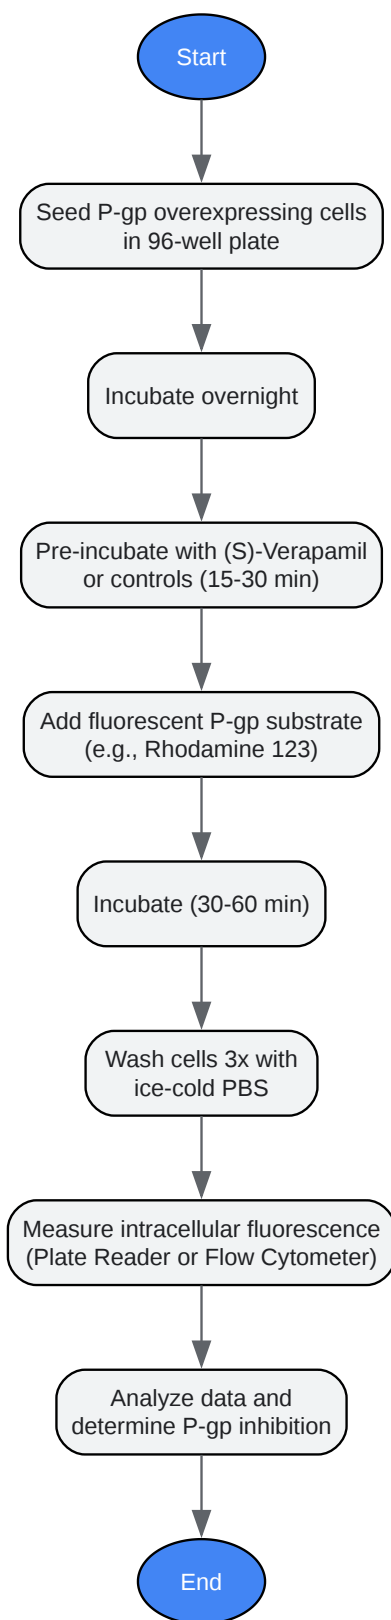 Start
Seed P-gp overexpressing cells
in 96-well plate
Incubate overnight
Pre-incubate with (S)-Verapamil
or controls (15-30 min)
Add fluorescent P-gp substrate
(e.g., Rhodamine 123)
Incubate (30-60 min)
Wash cells 3x with
ice-cold PBS
Measure intracellular fluorescence
(Plate Reader or Flow Cytometer)
Analyze data and
determine P-gp inhibition
End